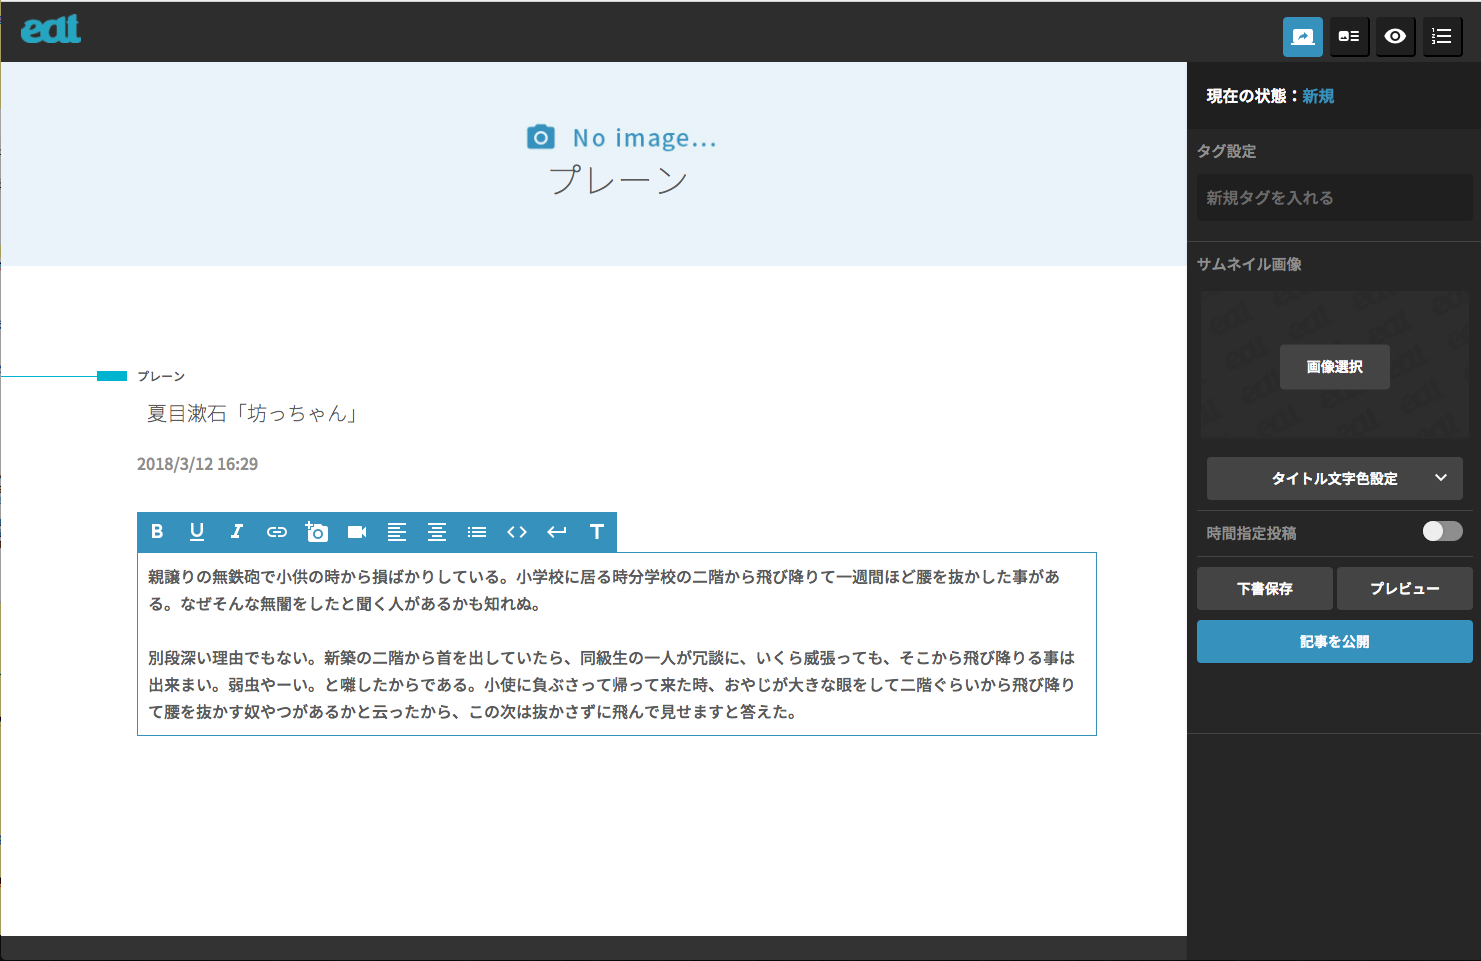 eat
現在の状態：新規
タグ設定
新規タグを入れる
サムネイル画像
画像選択
タイトル文字色設定
時間指定投稿
下書保存
プレビュー
記事を公開
No image...
プレーン
プレーン
夏目漱石「坊っちゃん」
2018/3/12 16:29
B U I T
親譲りの無鉄砲で小供の時から損ばかりしている。小学校に居る時分学校の二階から飛び降りて一週間ほど腰を抜かした事があ
る。なぜそんな無闇をしたと聞く人があるかも知れぬ。
別段深い理由でもない。新築の二階から首を出していたら、同級生の一人が冗談に、いくら威張っても、そこから飛び降りる事は
出来まい。弱虫やーい。と囃したからである。小使に負ぶさって帰って来た時、おやじが大きな眼をして二階ぐらいから飛び降り
て腰を抜かす奴やつがあるかと云ったから、この次は抜かさずに飛んで見せますと答えた。